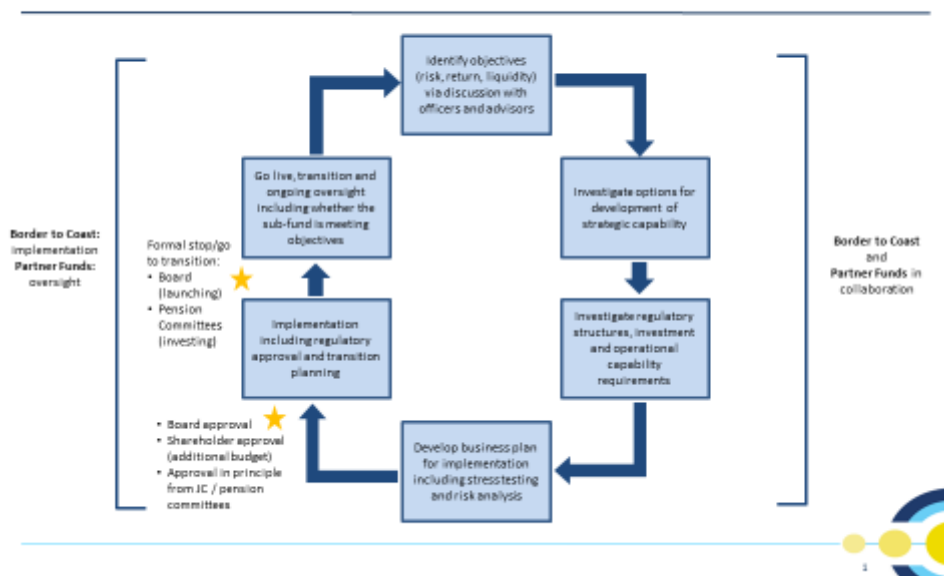 Identify objectives
(risk, return, liquidity)
via discussion with
officers and advisors
Go live, transition and
ongoing oversight
including whether the
sub-fund is meeting
objectives
Investigate options for
development of
strategic capability
Border to Coast:
implementation
Partner Funds:
oversight
Formal stop/go
to transition:
• Board
(launching)
• Pension
Committees
(investing)
Border to Coast
and
Partner Funds in
collaboration
Implementation
including regulatory
approval and transition
planning
Investigate regulatory
structures, investment
and operational
capability
requirements
• Board approval
• Shareholder approval
(additional budget)
• Approval in principle
from JC / pension
committees
Develop business plan
for implementation
including stress testing
and risk analysis
1